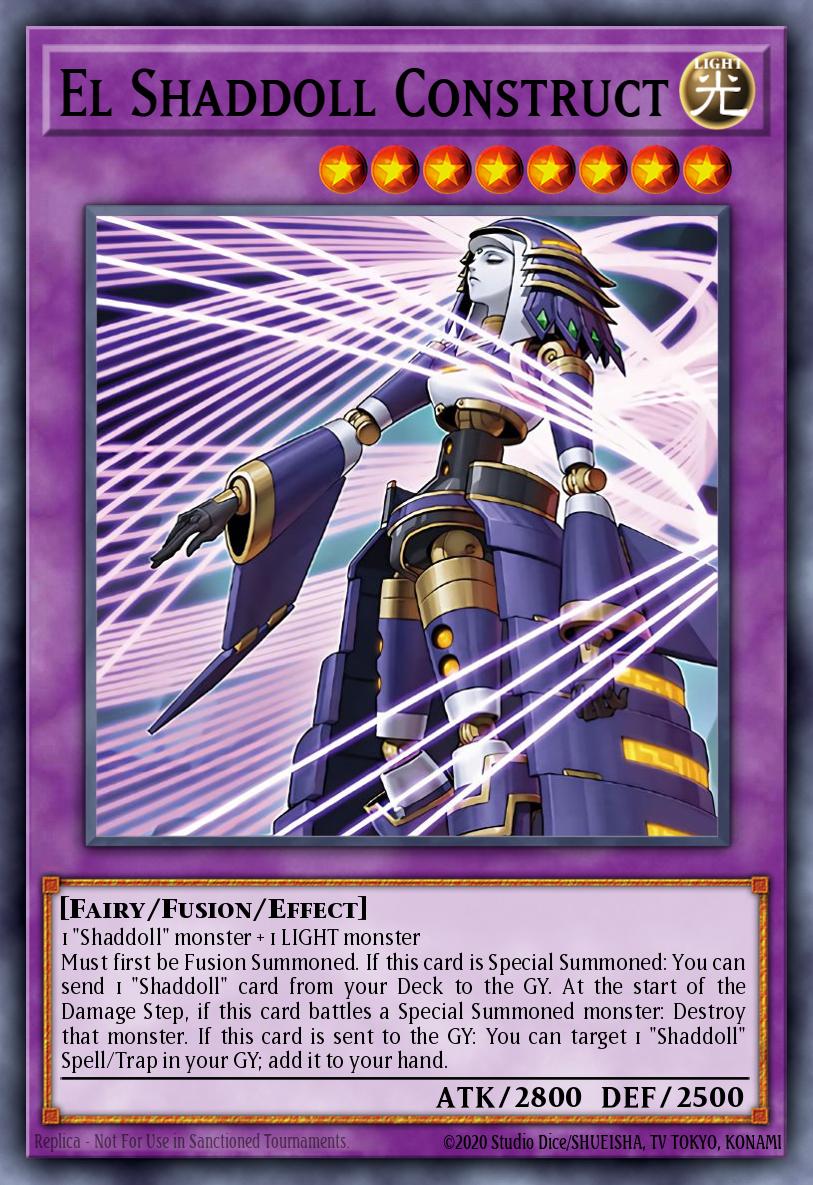 El Shaddoll Construct
LIGHT
光
[Fairy/Fusion/Effect]
1 "Shaddoll" monster + 1 LIGHT monster
Must first be Fusion Summoned. If this card is Special Summoned: You can
send 1 "Shaddoll" card from your Deck to the GY. At the start of the
Damage Step, if this card battles a Special Summoned monster: Destroy
that monster. If this card is sent to the GY: You can target 1 "Shaddoll"
Spell/Trap in your GY; add it to your hand.
ATK/2800 DEF/2500
Replica - Not For Use in Sanctioned Tournaments.
©2020 Studio Dice/SHUEISHA, TV TOKYO, KONAMI